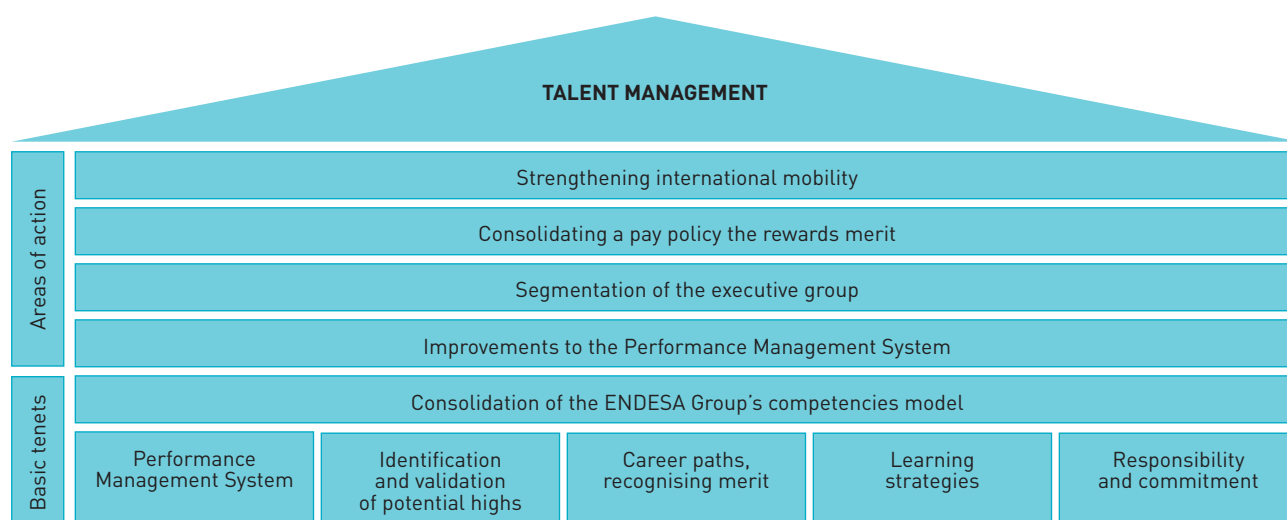 TALENT MANAGEMENT
Areas of action
Strengthening international mobility
Consolidating a pay policy the rewards merit
Segmentation of the executive group
Improvements to the Performance Management System
Basic tenets
Consolidation of the ENDESA Group's competencies model
Performance
Management System
Identification
and validation
of potential highs
Career paths,
recognising merit
Learning
strategies
Responsibility
and commitment